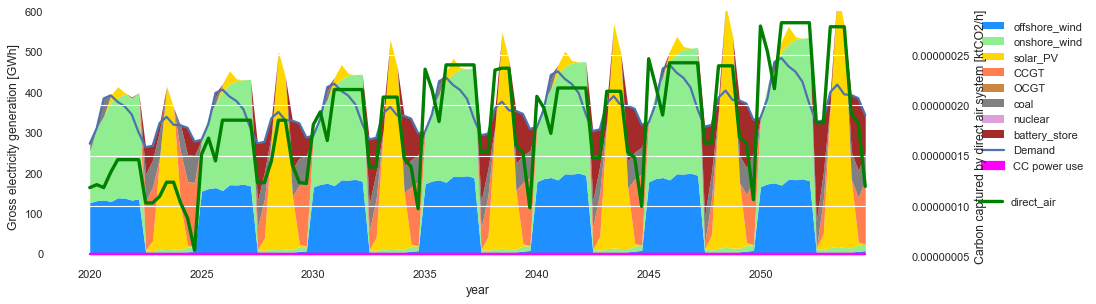 600
500
400
300
200
100
0
Gross electricity generation [GWh]
2020
2025
2030
2035
2040
2045
2050
year
0.00000025
0.00000020
0.00000015
0.00000010
0.00000005
Carbon captured by direct air system [ktCO2/h]
offshore_wind
onshore_wind
solar_PV
CCGT
OCGT
coal
nuclear
battery_store
Demand
CC power use
direct_air